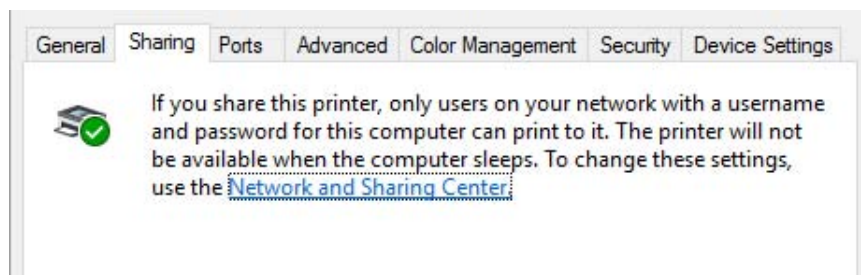 General Sharing Ports Advanced Color Management Security Device Settings
If you share this printer, only users on your network with a username
and password for this computer can print to it. The printer will not
be available when the computer sleeps. To change these settings,
use the Network and Sharing Center.